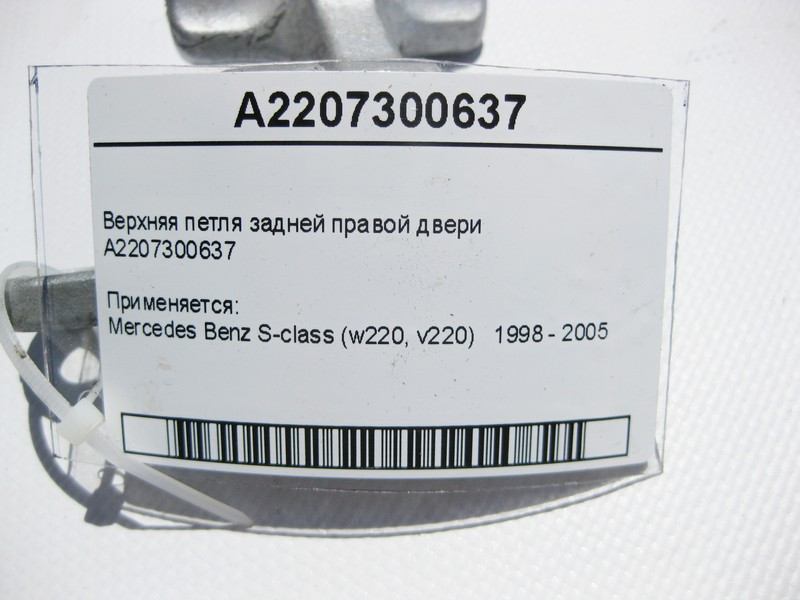 A2207300637
Верхняя петля задней правой двери
A2207300637
Применяется:
Mercedes Benz S-class (w220, v220) 1998 - 2005